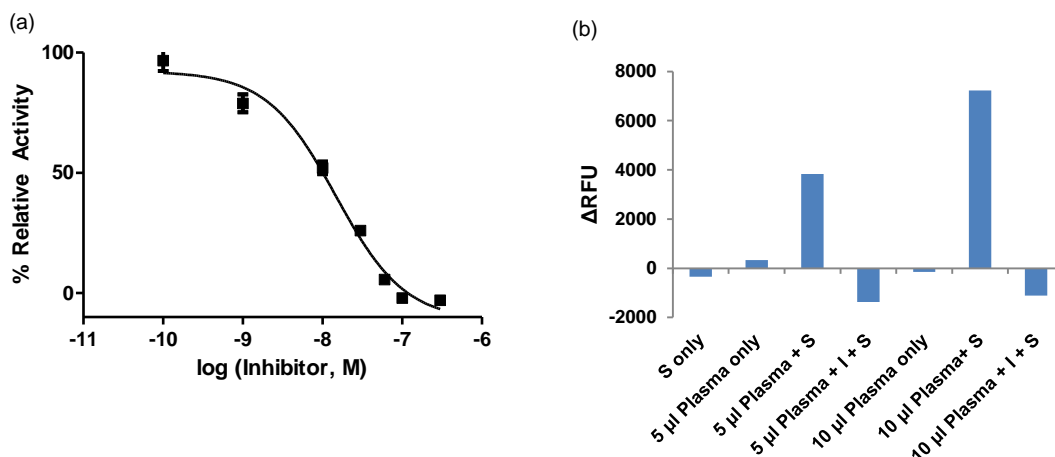 (a)
100
50
0
% Relative Activity
-11
-10
-9
-8
-7
-6
log (Inhibitor, M)
(b)
8000
6000
4000
2000
0
-2000
ΔRFU
S only
5 µl Plasma only
5 µl Plasma + S
5 µl Plasma + I + S
10 µl Plasma only
10 µl Plasma+ S
10 µl Plasma + I + S